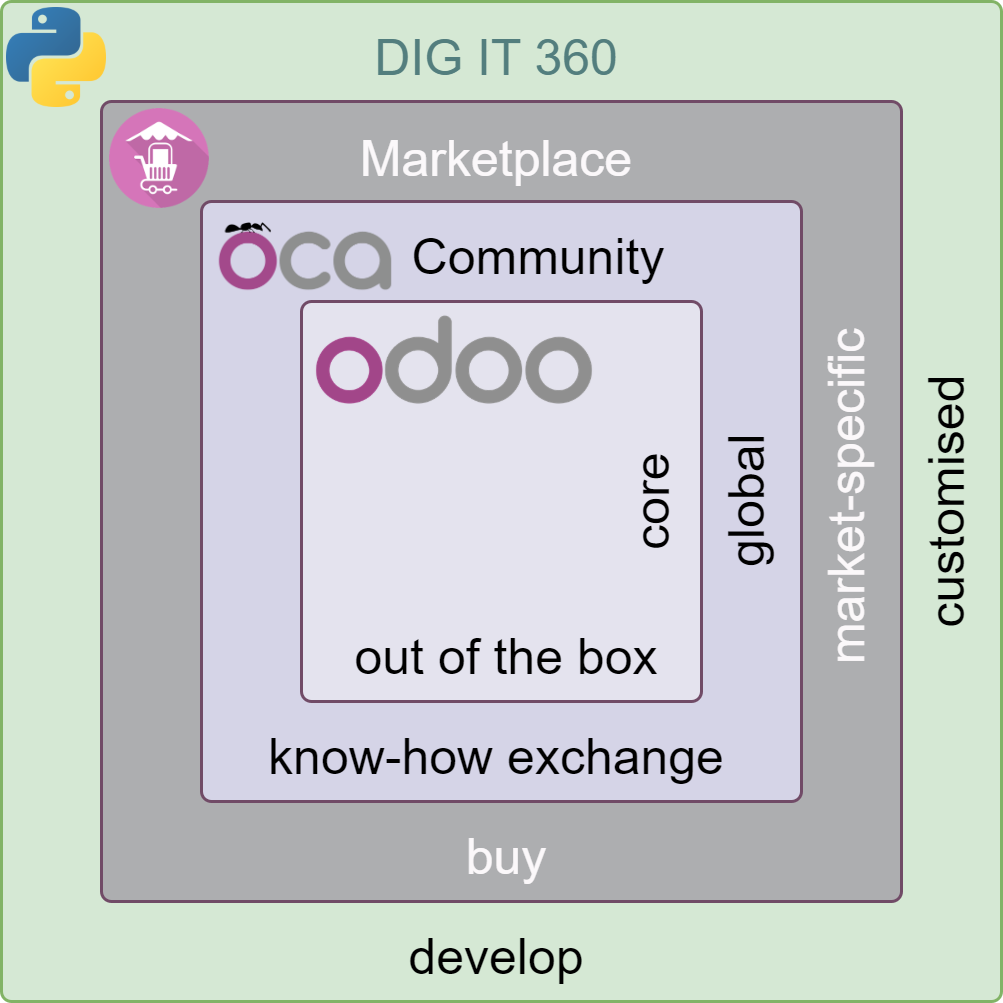 DIG IT 360
Marketplace
oca Community
odoo
core
global
market-specific
customised
out of the box
know-how exchange
buy
develop